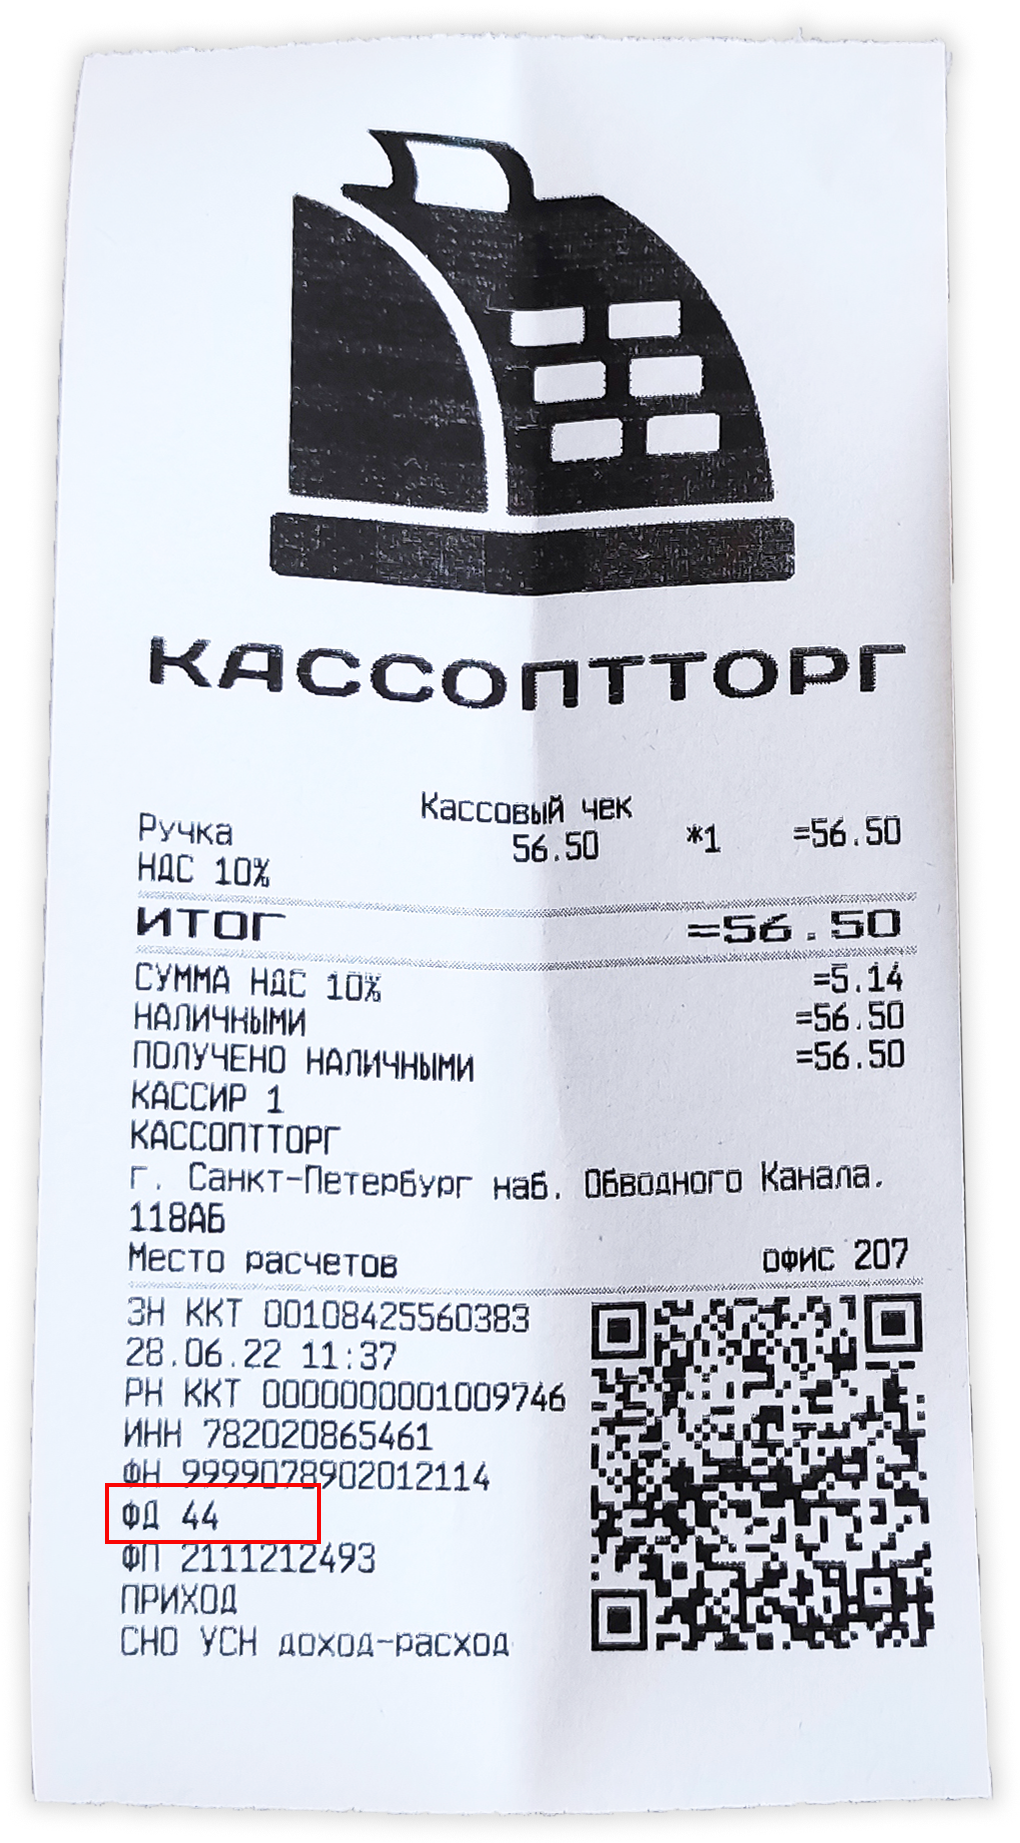 КАССОПТТОРГ
Кассовый чек
Ручка 56.50 *1 =56.50
НДС 10%
ИТОГ =56.50
СУММА НДС 10% =5.14
НАЛИЧНЫМИ =56.50
ПОЛУЧЕНО НАЛИЧНЫМИ =56.50
КАССИР 1
КАССОПТТОРГ
г. Санкт-Петербург наб. Обводного Канала.
118АБ
Место расчетов офис 207
ЗН ККТ 00108425560383
28.06.22 11:37
РН ККТ 0000000001009746
ИНН 782020865461
ФН 9999078902012114
ФД 44
ФП 2111212493
ПРИХОД
СНО УСН доход-расход